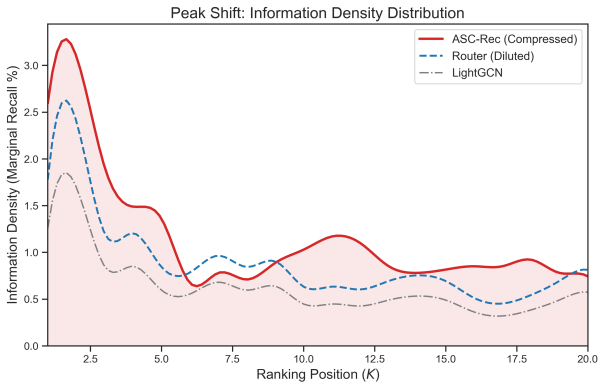 Peak Shift: Information Density Distribution
ASC-Rec (Compressed)
Router (Diluted)
LightGCN
Information Density (Marginal Recall %)
3.0
2.5
2.0
1.5
1.0
0.5
0.0
2.5 5.0 7.5 10.0 12.5 15.0 17.5 20.0
Ranking Position (K)